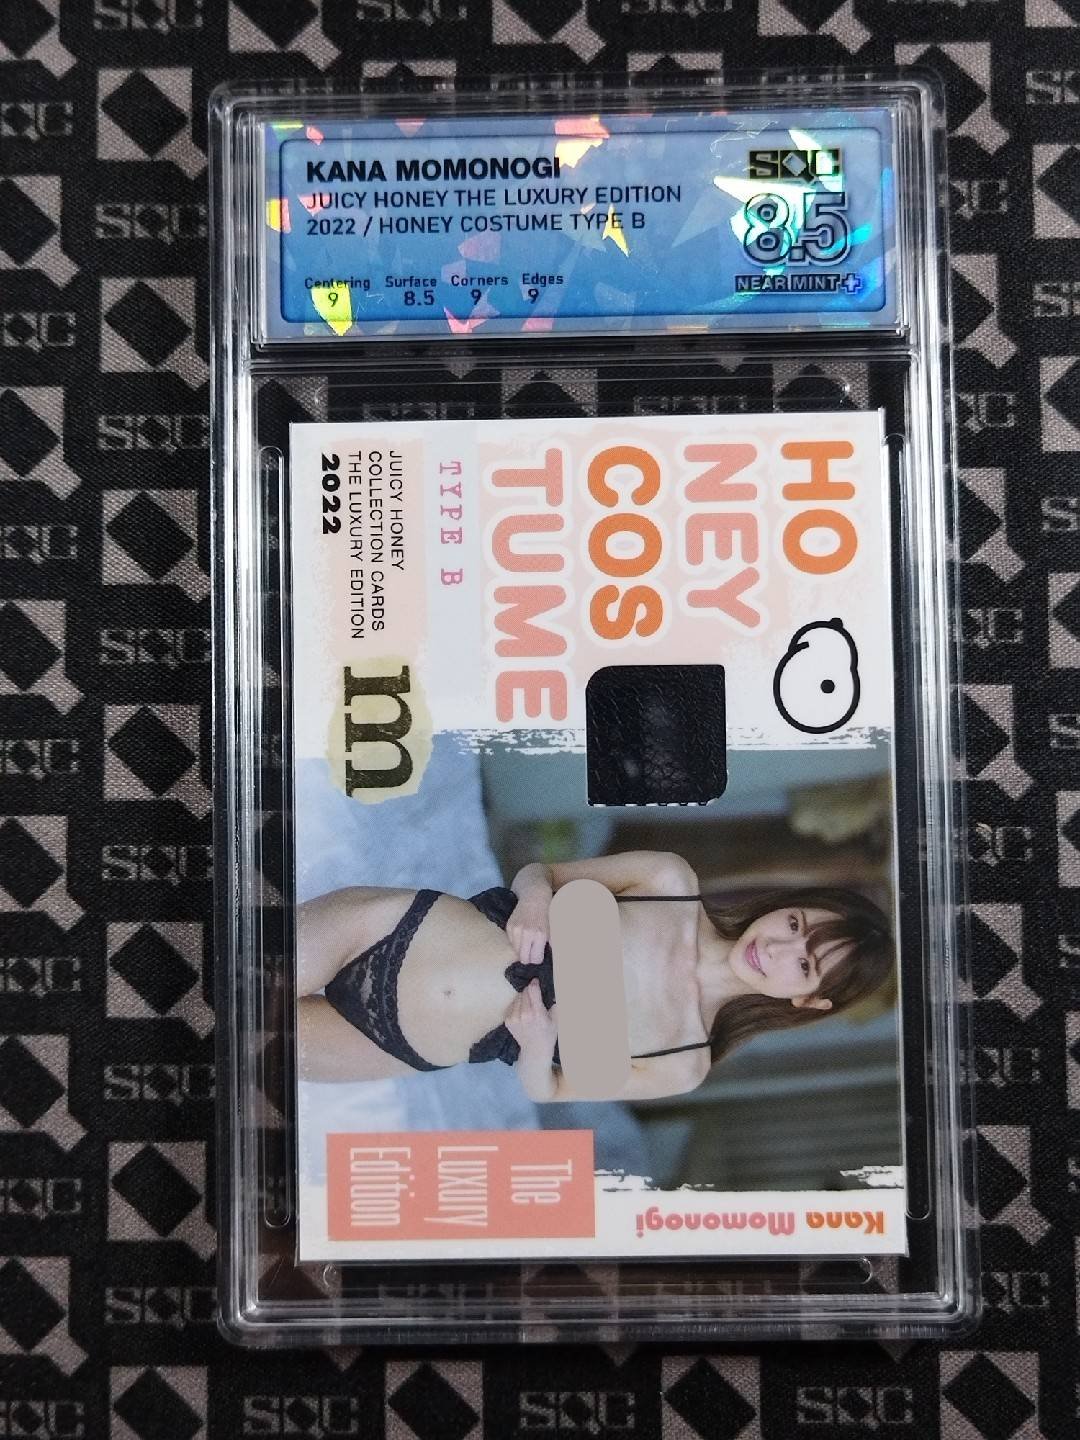 KANA MOMONOGI
JUICY HONEY THE LUXURY EDITION
2022 / HONEY COSTUME TYPE B
Centering Surface Corners Edges
9 8.5 9 9
SQC
8.5
NEAR MINT+
HO
NEY
COS
TUME
TYPE B
JUICY HONEY
COLLECTION CARDS
THE LUXURY EDITION
2022
m
The
Luxury
Edition
Kana Momonogi